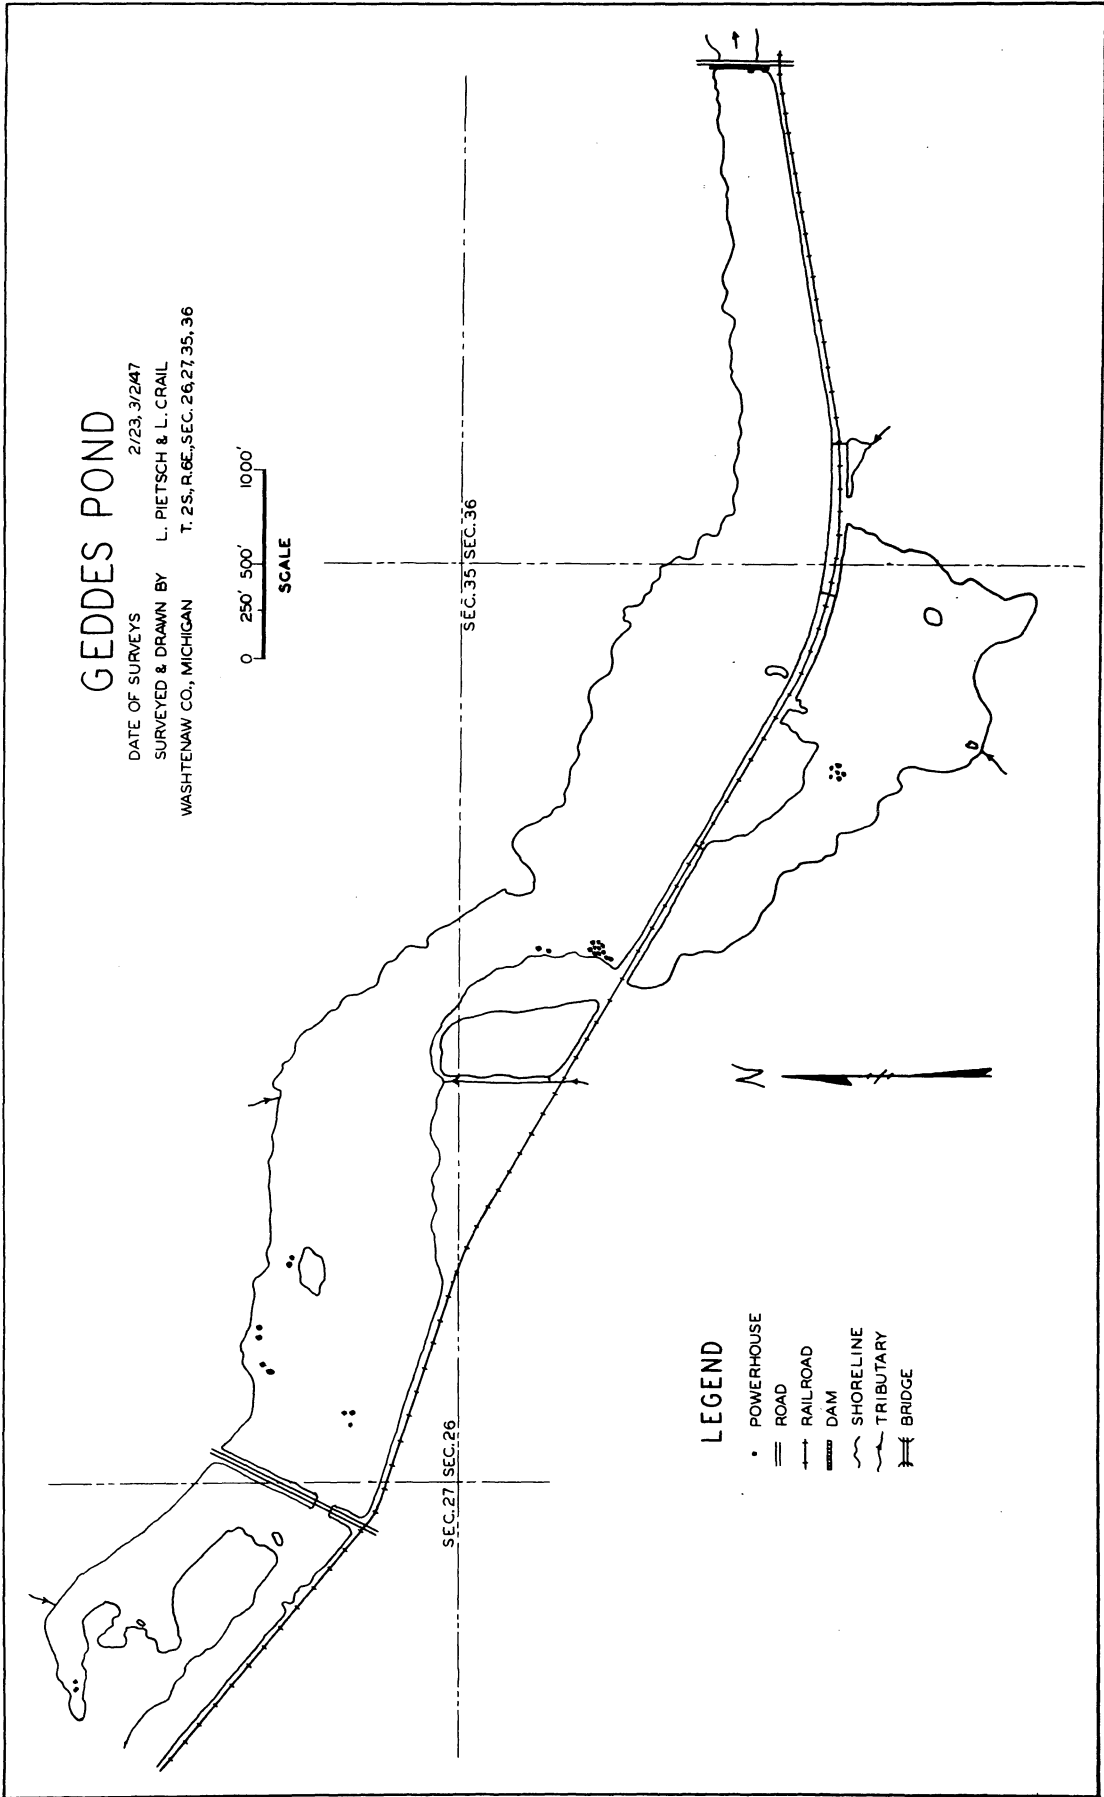 GEDDES POND
DATE OF SURVEYS 2/23, 3/2/47
SURVEYED & DRAWN BY L. PIETSCH & L. CRAIL
WASHTENAW CO., MICHIGAN T. 2S., R.6E., SEC. 26, 27, 35, 36
0 250' 500' 1000'
SCALE
SEC. 35 SEC. 36
SEC. 27 SEC. 26
N
LEGEND
POWERHOUSE
ROAD
RAILROAD
DAM
SHORELINE
TRIBUTARY
BRIDGE